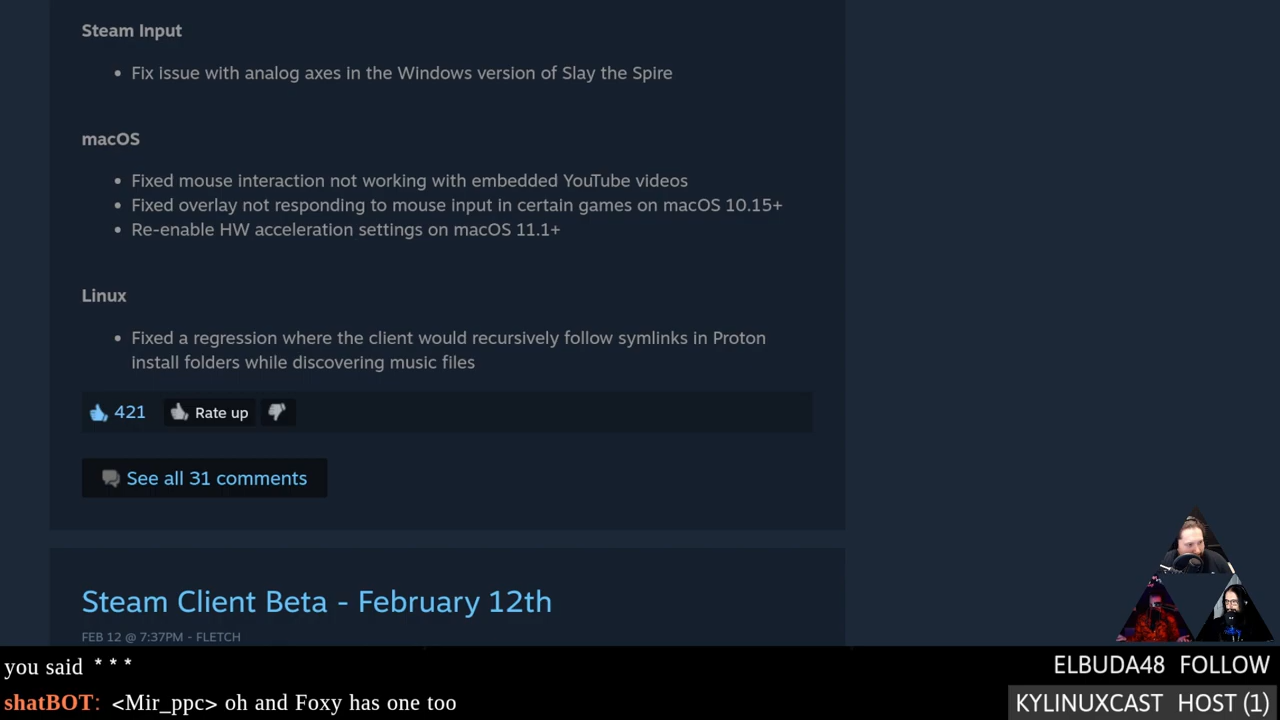 Steam Input
• Fix issue with analog axes in the Windows version of Slay the Spire
macOS
• Fixed mouse interaction not working with embedded YouTube videos
• Fixed overlay not responding to mouse input in certain games on macOS 10.15+
• Re-enable HW acceleration settings on macOS 11.1+
Linux
• Fixed a regression where the client would recursively follow symlinks in Proton
install folders while discovering music files
421 Rate up
See all 31 comments
Steam Client Beta - February 12th
FEB 12 @ 7:37PM - FLETCH
you said ***
ELBUDA48 FOLLOW
shatBOT: <Mir_ppc> oh and Foxy has one too
KYLINUXCAST HOST (1)